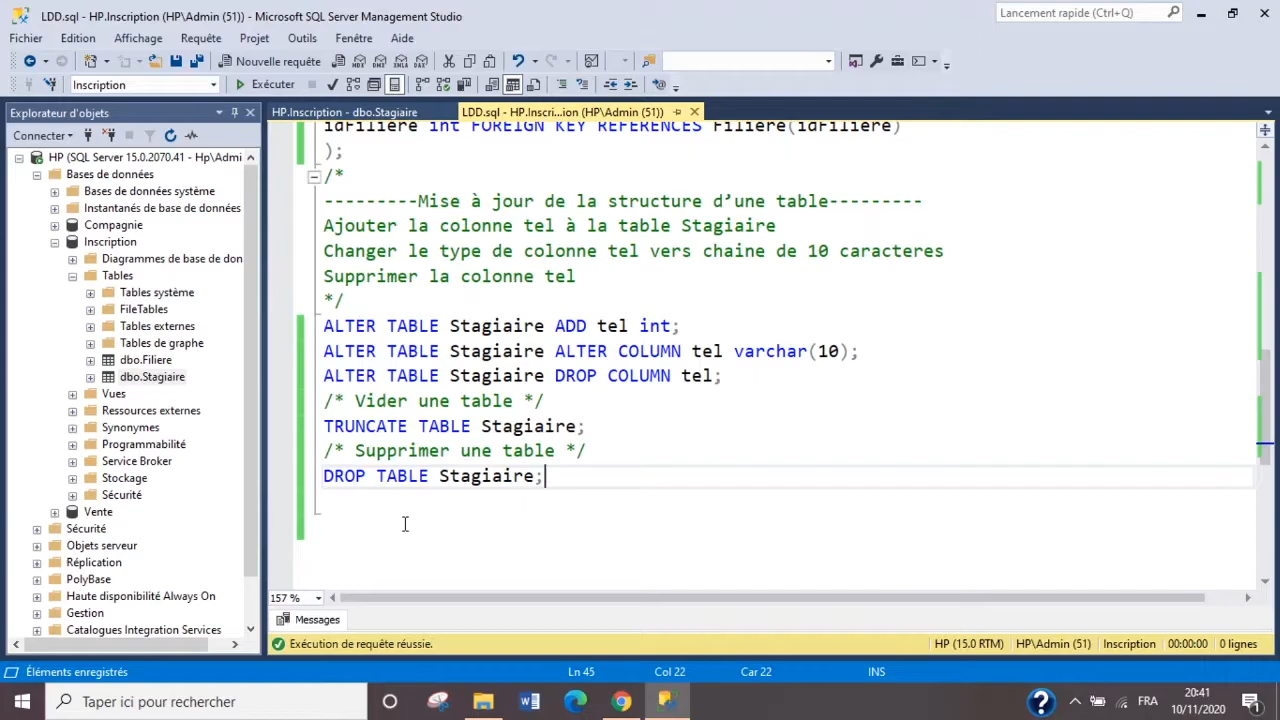 LDD.sql - HP.Inscription (HP\Admin (51)) - Microsoft SQL Server Management Studio
Lancement rapide (Ctrl+Q)
Fichier Edition Affichage Requête Projet Outils Fenêtre Aide
Nouvelle requête
MDX DMX XMLA DAX
Inscription
Exécuter
Explorateur d'objets
HP.Inscription - dbo.Stagiaire
LDD.sql - HP.Inscri...ion (HP\Admin (51))
Connecter
HP (SQL Server 15.0.2070.41 - Hp\Admi
Bases de données
Bases de données système
Instantanés de base de données
Compagnie
Inscription
Diagrammes de base de don
Tables
Tables système
FileTables
Tables externes
Tables de graphe
dbo.Filiere
dbo.Stagiaire
Vues
Ressources externes
Synonymes
Programmabilité
Service Broker
Stockage
Sécurité
Vente
Sécurité
Objets serveur
Réplication
PolyBase
Haute disponibilité Always On
Gestion
Catalogues Integration Services
idFiliere int FOREIGN KEY REFERENCES Filiere(idFiliere)
);
/*
---------Mise à jour de la structure d’une table---------
Ajouter la colonne tel à la table Stagiaire
Changer le type de colonne tel vers chaine de 10 caracteres
Supprimer la colonne tel
*/
ALTER TABLE Stagiaire ADD tel int;
ALTER TABLE Stagiaire ALTER COLUMN tel varchar(10);
ALTER TABLE Stagiaire DROP COLUMN tel;
/* Vider une table */
TRUNCATE TABLE Stagiaire;
/* Supprimer une table */
DROP TABLE Stagiaire;
157 %
Messages
Exécution de requête réussie.
HP (15.0 RTM) HP\Admin (51) Inscription 00:00:00 0 lignes
Éléments enregistrés
Ln 45 Col 22 Car 22 INS
Taper ici pour rechercher
FRA
20:41
10/11/2020